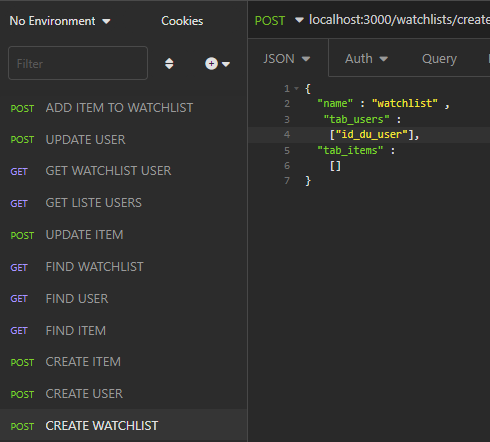 No Environment
Cookies
POST localhost:3000/watchlists/create
Filter
JSON
Auth
Query
1 {
2 "name" : "watchlist" ,
3 "tab_users" :
4 ["id_du_user"],
5 "tab_items" :
6 []
7 }
POST ADD ITEM TO WATCHLIST
POST UPDATE USER
GET GET WATCHLIST USER
GET GET LISTE USERS
POST UPDATE ITEM
GET FIND WATCHLIST
GET FIND USER
GET FIND ITEM
POST CREATE ITEM
POST CREATE USER
POST CREATE WATCHLIST